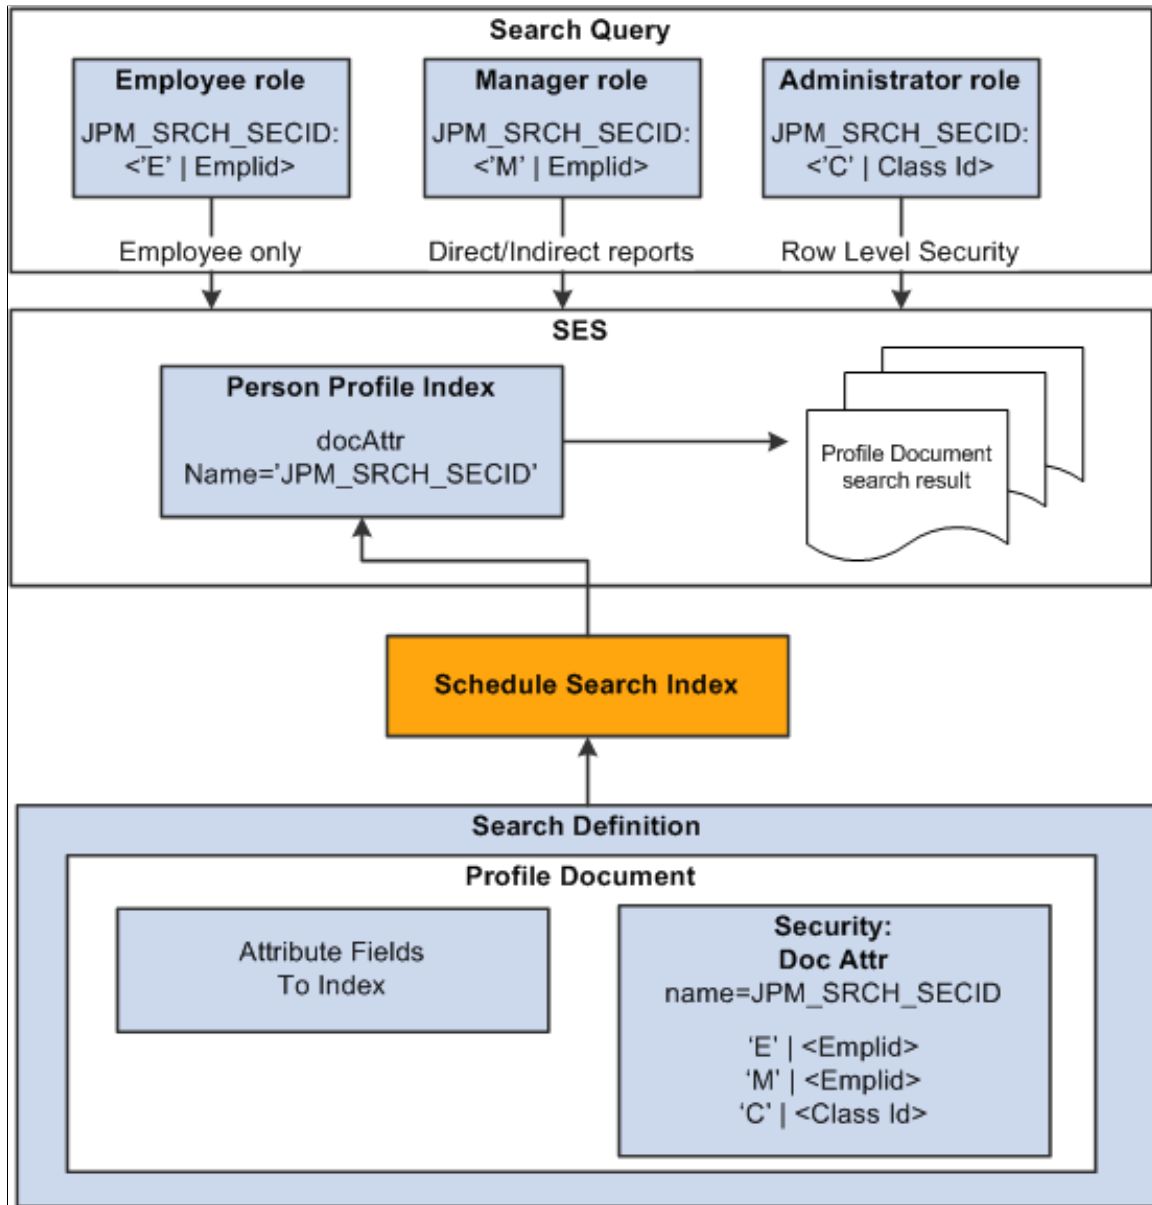 Search Query
Employee role
JPM_SRCH_SECID:
<’E’ | Emplid>
Manager role
JPM_SRCH_SECID:
<’M’ | Emplid>
Administrator role
JPM_SRCH_SECID:
<’C’ | Class Id>
Employee only
Direct/Indirect reports
Row Level Security
SES
Person Profile Index
docAttr
Name=’JPM_SRCH_SECID’
Profile Document
search result
Schedule Search Index
Search Definition
Profile Document
Attribute Fields
To Index
Security:
Doc Attr
name=JPM_SRCH_SECID
‘E’ | <Emplid>
‘M’ | <Emplid>
‘C’ | <Class Id>